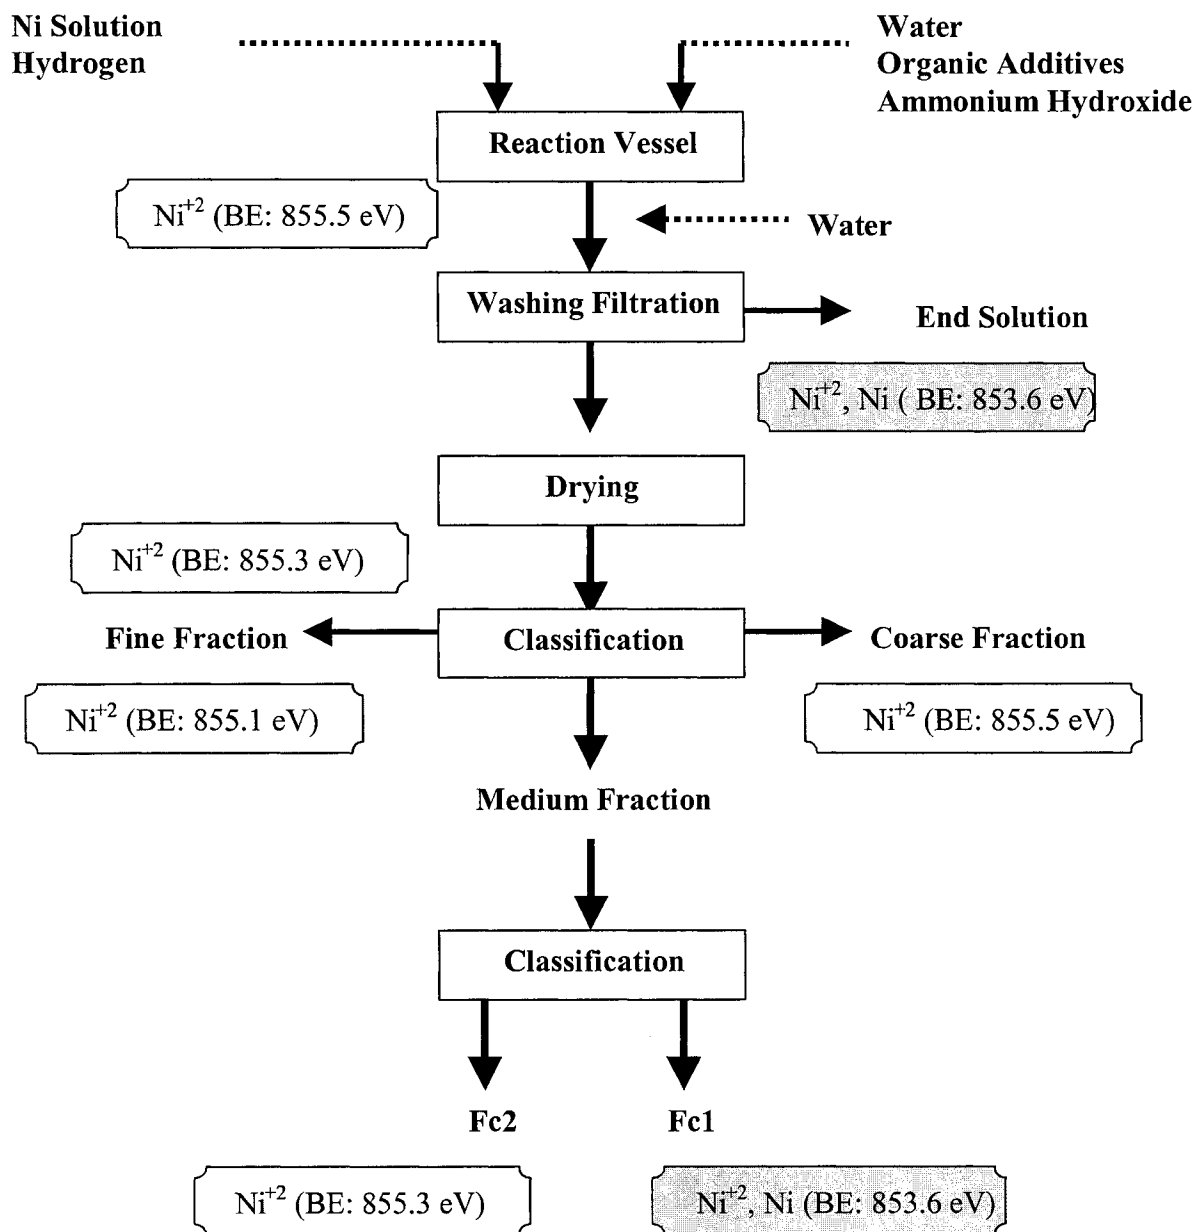 Ni Solution
Hydrogen
Water
Organic Additives
Ammonium Hydroxide
Reaction Vessel
Ni+2 (BE: 855.5 eV)
Water
Washing Filtration
End Solution
Ni+2, Ni ( BE: 853.6 eV)
Drying
Ni+2 (BE: 855.3 eV)
Fine Fraction
Classification
Coarse Fraction
Ni+2 (BE: 855.1 eV)
Ni+2 (BE: 855.5 eV)
Medium Fraction
Classification
Fc2
Fc1
Ni+2 (BE: 855.3 eV)
Ni+2, Ni (BE: 853.6 eV)